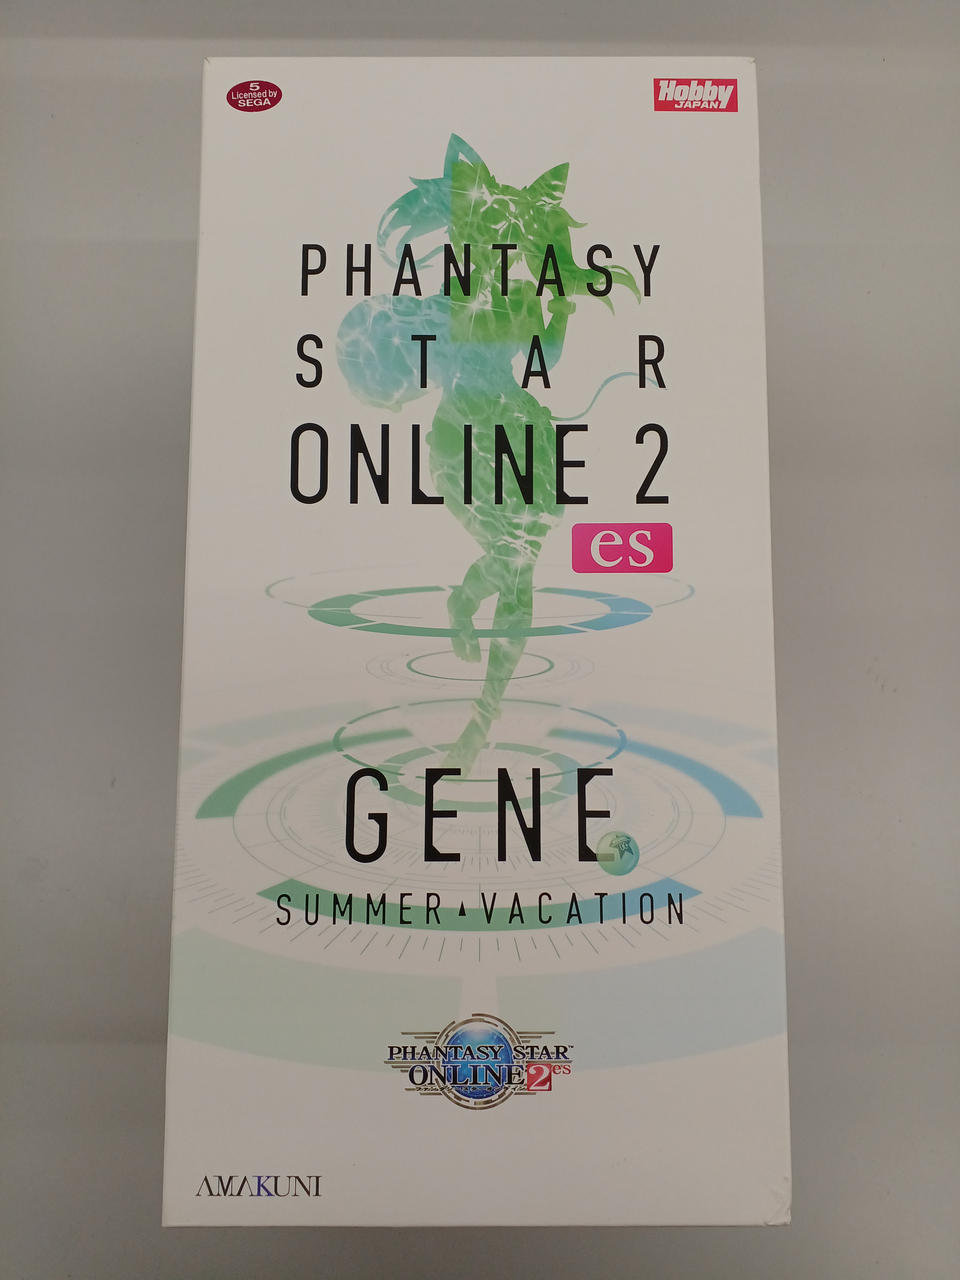 5
Licensed by
SEGA
Hobby
JAPAN
PHANTASY
STAR
ONLINE 2
es
GENE
SUMMER▲VACATION
PHANTASY STAR™
ONLINE 2 es
AMAKUNI